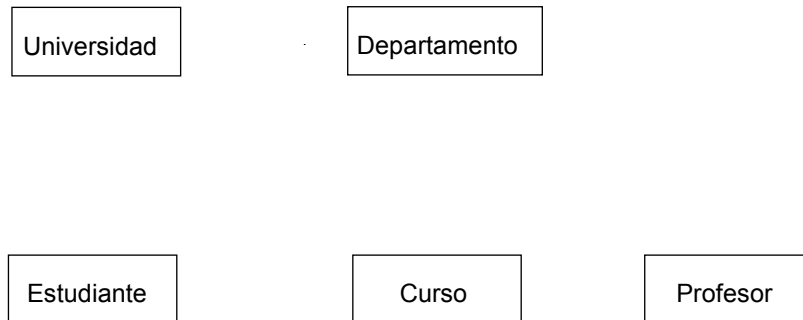 Universidad
Departamento
Estudiante
Curso
Profesor